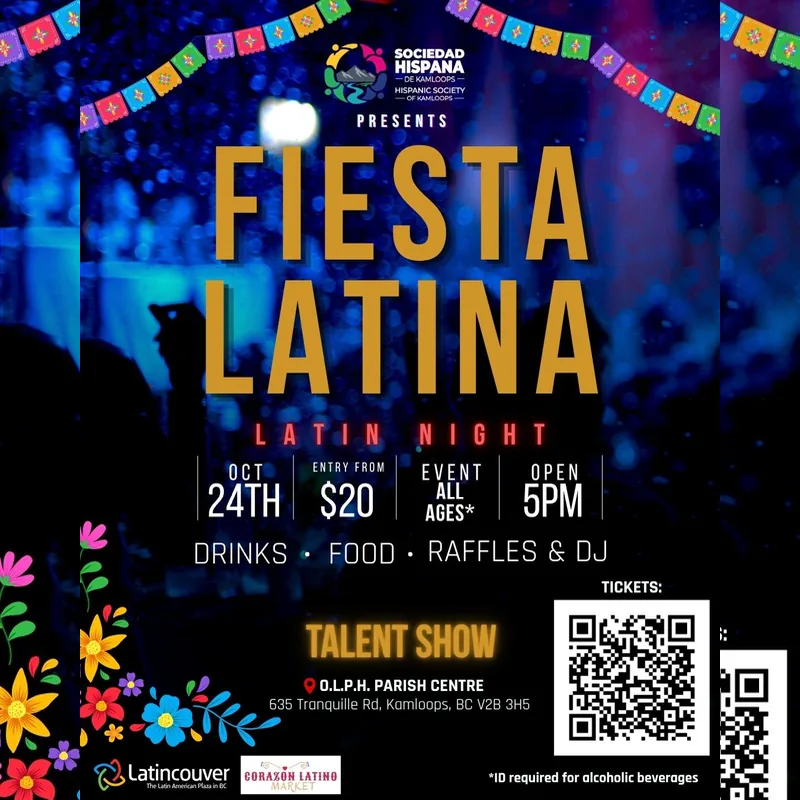 SOCIEDAD
HISPANA
DE KAMLOOPS
HISPANIC SOCIETY
OF KAMLOOPS
PRESENTS
FIESTA
LATINA
LATIN NIGHT
OCT
24TH
ENTRY FROM
$20
EVENT
ALL
AGES*
OPEN
5PM
DRINKS • FOOD • RAFFLES & DJ
TICKETS:
S:
TALENT SHOW
O.L.P.H. PARISH CENTRE
635 Tranquille Rd, Kamloops, BC V2B 3H5
Latincouver
The Latin American Plaza in BC
CORAZÓN LATINO
MARKET
*ID required for alcoholic beverages